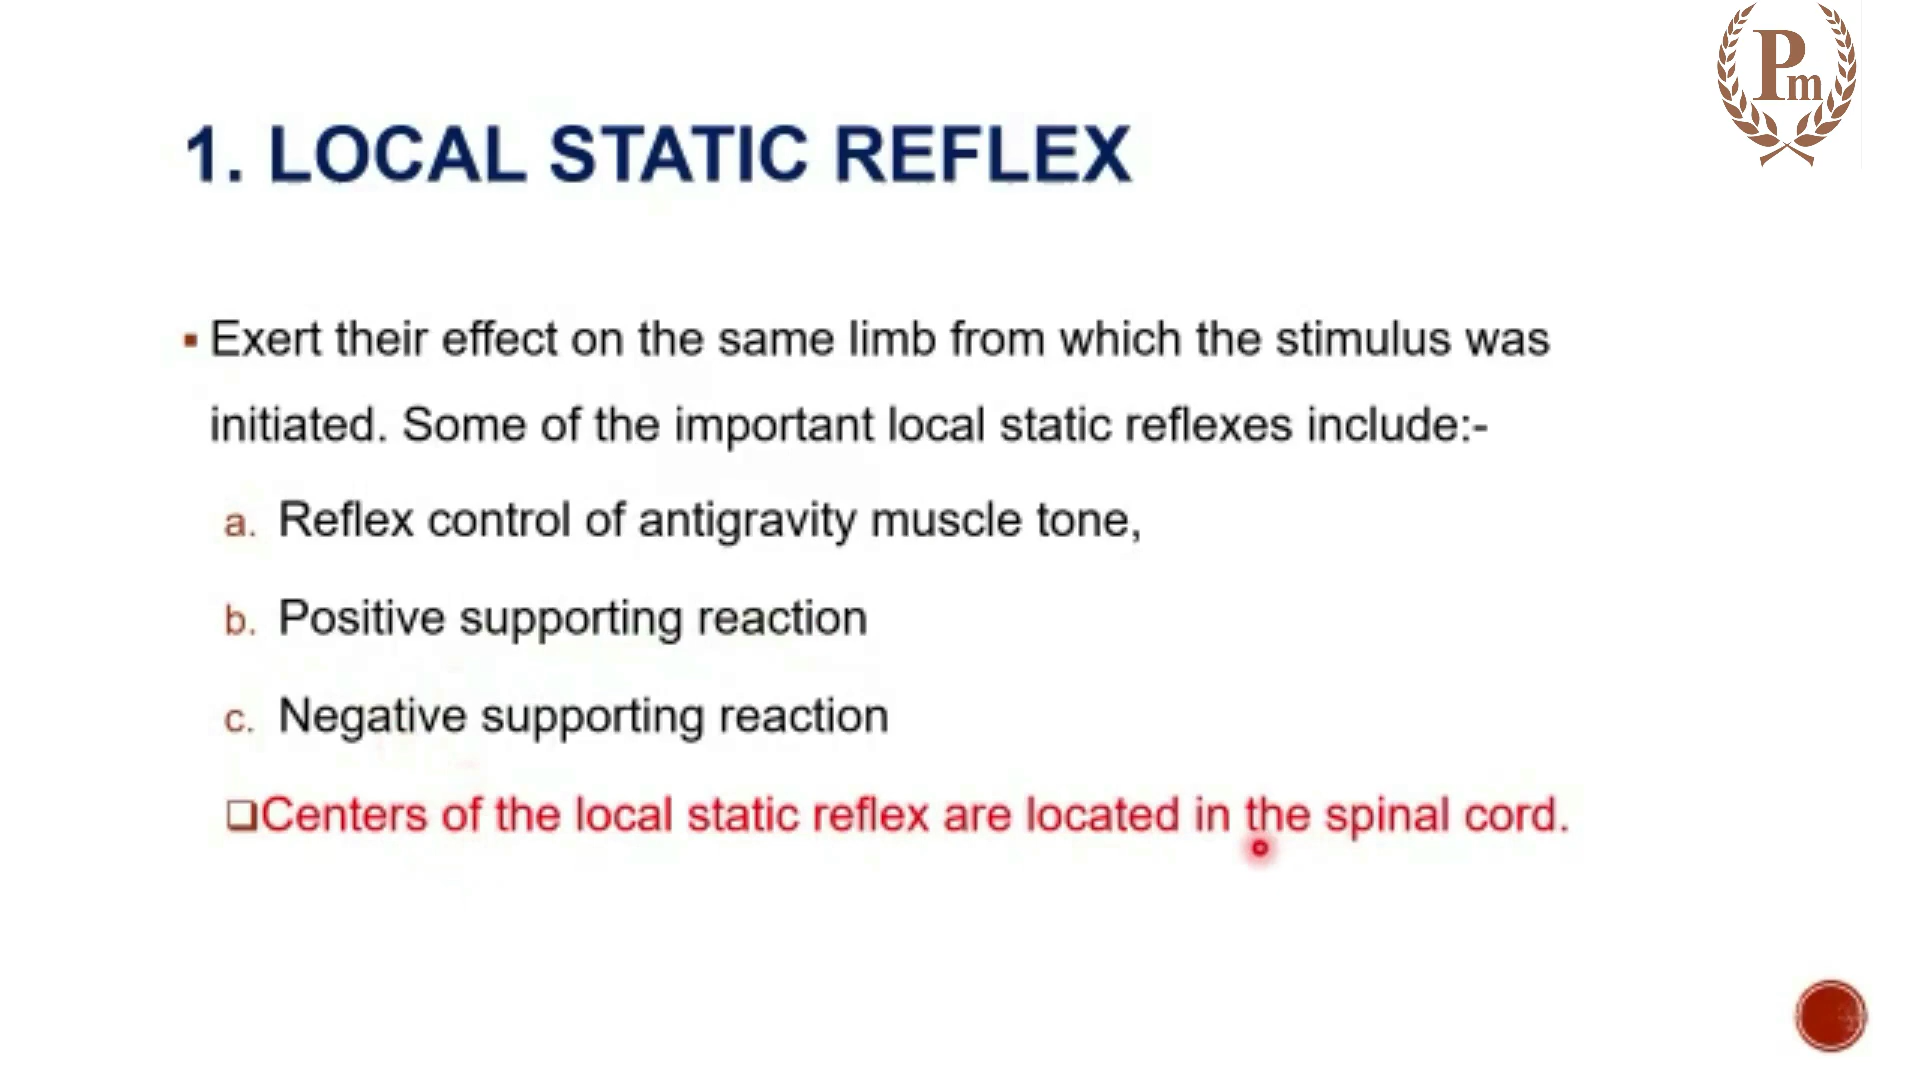 Pm
1. LOCAL STATIC REFLEX
▪ Exert their effect on the same limb from which the stimulus was
initiated. Some of the important local static reflexes include:-
a. Reflex control of antigravity muscle tone,
b. Positive supporting reaction
c. Negative supporting reaction
❑Centers of the local static reflex are located in the spinal cord.